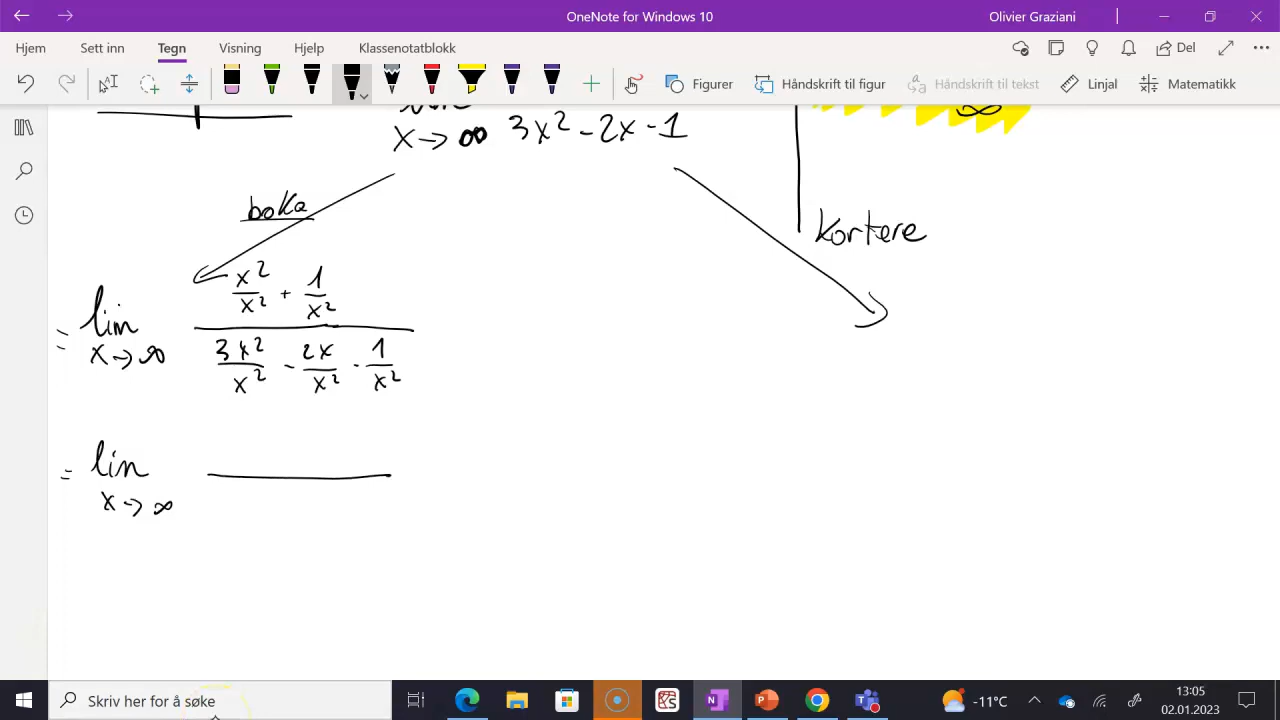 OneNote for Windows 10
Olivier Graziani
Hjem Sett inn Tegn Visning Hjelp Klassenotatblokk
Del
Figurer Håndskrift til figur Håndskrift til tekst Linjal Matematikk
x → ∞ 3x² - 2x - 1
∞
boka
kortere
x²/x² + 1/x²
= lim
x → ∞
3x²/x² - 2x/x² - 1/x²
= lim
x → ∞
Skriv her for å søke
-11°C
13:05
02.01.2023